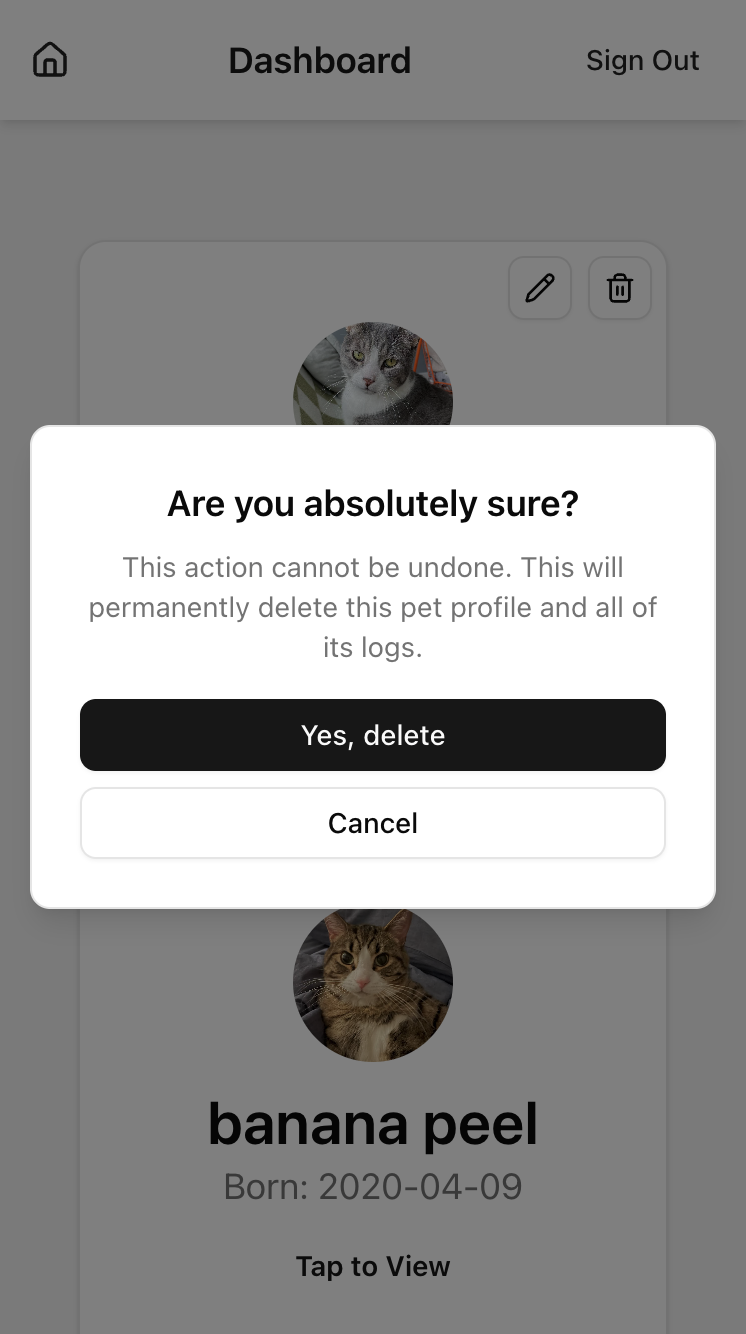 Dashboard
Sign Out
Are you absolutely sure?
This action cannot be undone. This will
permanently delete this pet profile and all of
its logs.
Yes, delete
Cancel
banana peel
Born: 2020-04-09
Tap to View